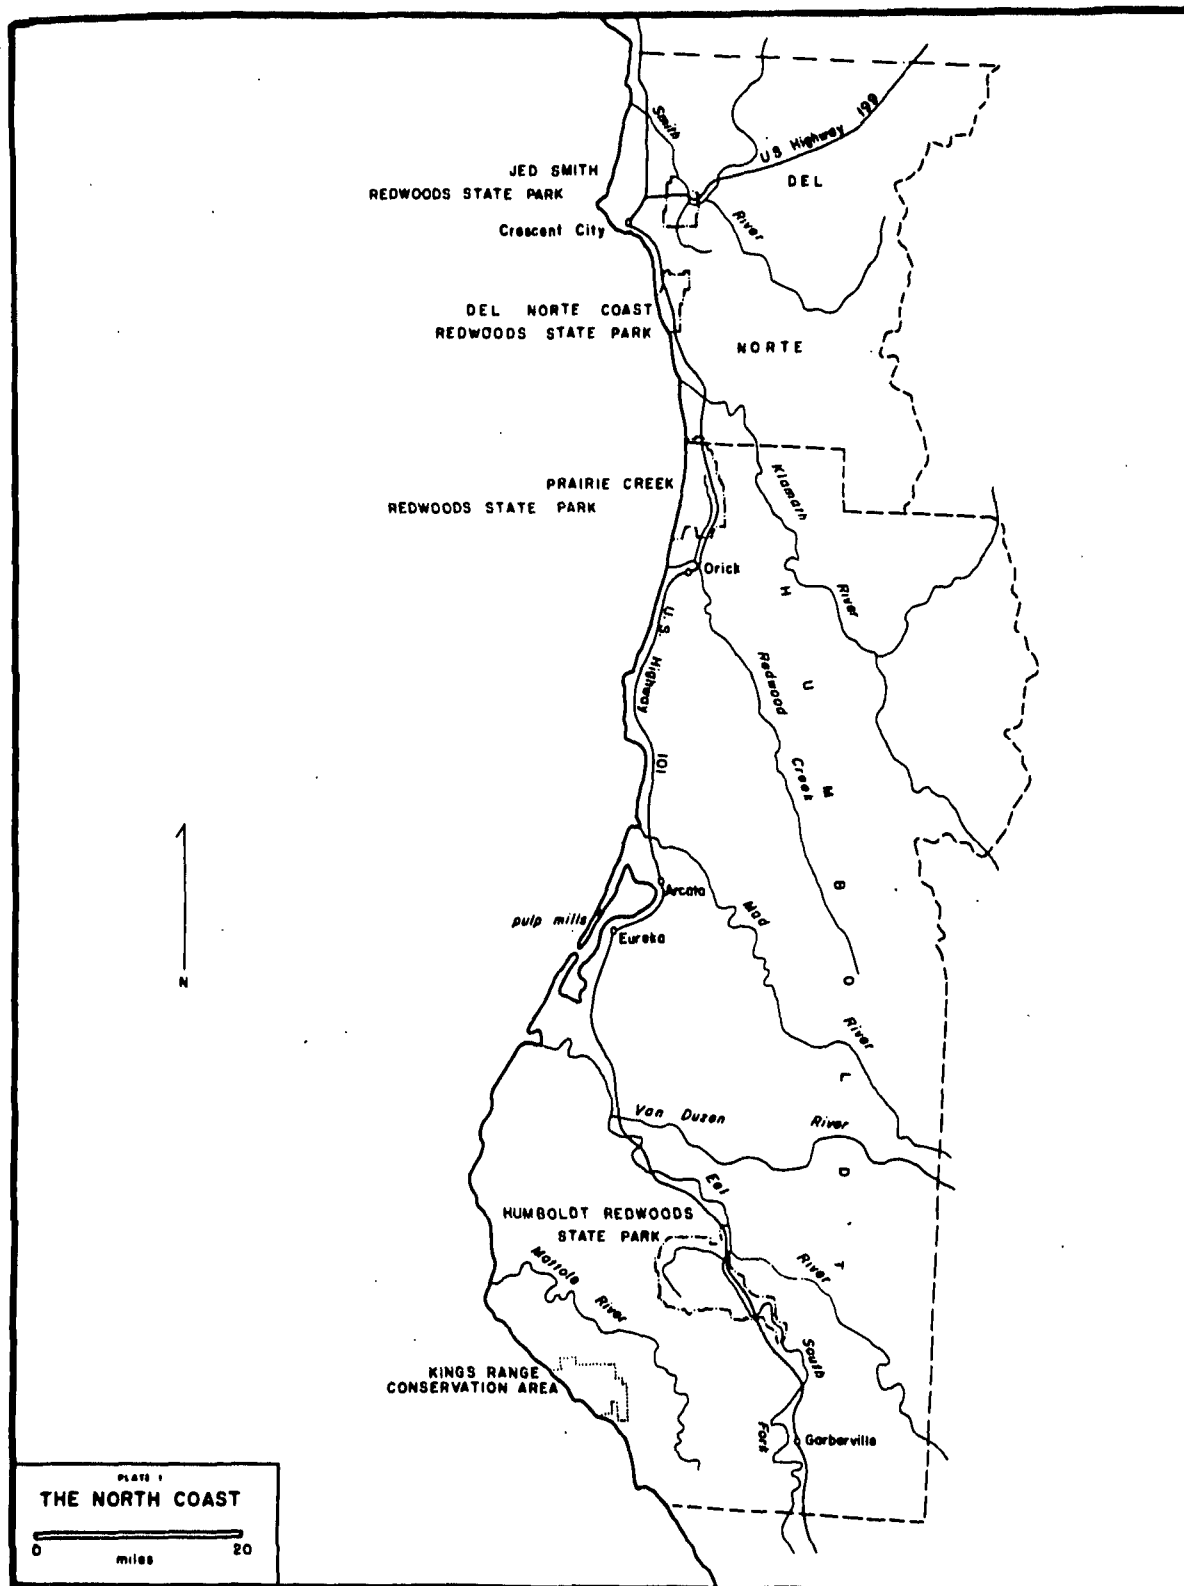 Smith
US Highway 199
JED SMITH
REDWOODS STATE PARK
DEL
River
Crescent City
DEL NORTE COAST
REDWOODS STATE PARK
NORTE
PRAIRIE CREEK
REDWOODS STATE PARK
Klamath
River
Orick
H
U.S.
Highway
101
Redwood
Creek
U
M
B
Arcata
pulp mills
Mad
Eureka
O
River
N
L
Van Duzen
River
D
Eel
HUMBOLDT REDWOODS
STATE PARK
Mattole
River
River
T
South
KINGS RANGE
CONSERVATION AREA
Fork
Garberville
PLATE 1
THE NORTH COAST
0 20
miles